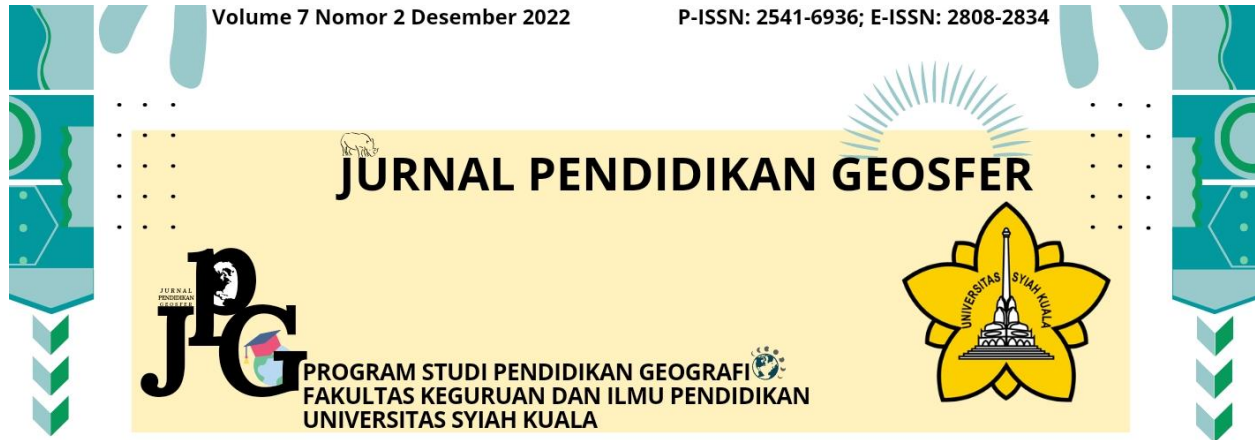 Volume 7 Nomor 2 Desember 2022 P-ISSN: 2541-6936; E-ISSN: 2808-2834
JURNAL PENDIDIKAN GEOSFER
JURNAL
PENDIDIKAN
GEOSFER
JPG
UNIVERSITAS SYIAH KUALA
PROGRAM STUDI PENDIDIKAN GEOGRAFI
FAKULTAS KEGURUAN DAN ILMU PENDIDIKAN
UNIVERSITAS SYIAH KUALA